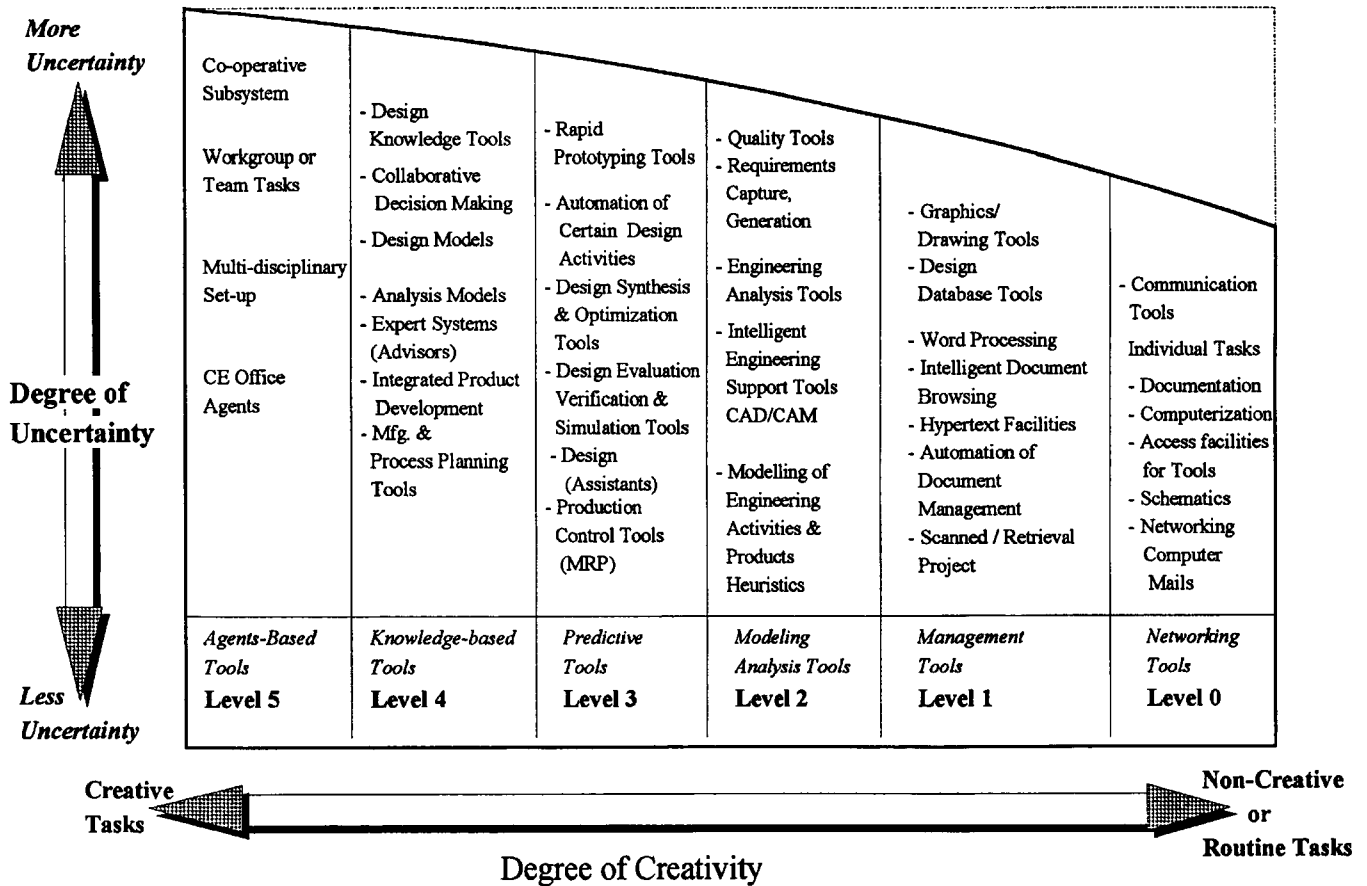 More
Uncertainty
Degree of
Uncertainty
Less
Uncertainty
Co-operative
Subsystem
Workgroup or
Team Tasks
Multi-disciplinary
Set-up
CE Office
Agents
Agents-Based
Tools
Level 5
- Design
Knowledge Tools
- Collaborative
Decision Making
- Design Models
- Analysis Models
- Expert Systems
(Advisors)
- Integrated Product
Development
- Mfg. &
Process Planning
Tools
Knowledge-based
Tools
Level 4
- Rapid
Prototyping Tools
- Automation of
Certain Design
Activities
- Design Synthesis
& Optimization
Tools
- Design Evaluation
Verification &
Simulation Tools
- Design
(Assistants)
- Production
Control Tools
(MRP)
Predictive
Tools
Level 3
- Quality Tools
- Requirements
Capture,
Generation
- Engineering
Analysis Tools
- Intelligent
Engineering
Support Tools
CAD/CAM
- Modelling of
Engineering
Activities &
Products
Heuristics
Modeling
Analysis Tools
Level 2
- Graphics/
Drawing Tools
- Design
Database Tools
- Word Processing
- Intelligent Document
Browsing
- Hypertext Facilities
- Automation of
Document
Management
- Scanned / Retrieval
Project
Management
Tools
Level 1
- Communication
Tools
Individual Tasks
- Documentation
- Computerization
- Access facilities
for Tools
- Schematics
- Networking
Computer
Mails
Networking
Tools
Level 0
Creative
Tasks
Non-Creative
or
Routine Tasks
Degree of Creativity